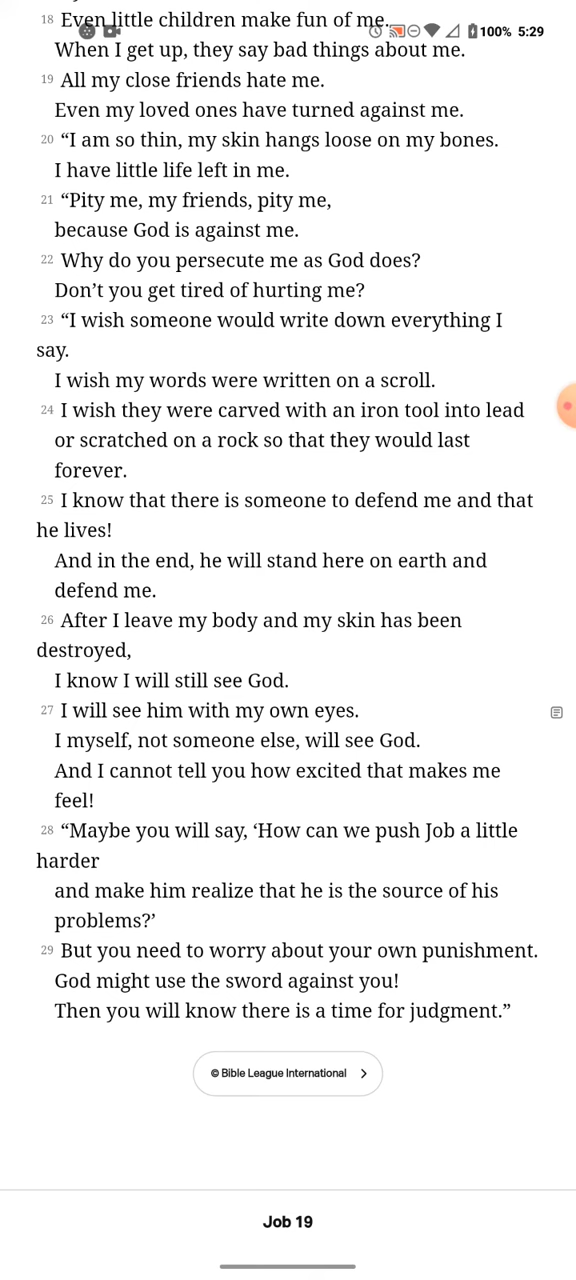 18 Even little children make fun of me.
100% 5:29
When I get up, they say bad things about me.
19 All my close friends hate me.
Even my loved ones have turned against me.
20 “I am so thin, my skin hangs loose on my bones.
I have little life left in me.
21 “Pity me, my friends, pity me,
because God is against me.
22 Why do you persecute me as God does?
Don’t you get tired of hurting me?
23 “I wish someone would write down everything I
say.
I wish my words were written on a scroll.
24 I wish they were carved with an iron tool into lead
or scratched on a rock so that they would last
forever.
25 I know that there is someone to defend me and that
he lives!
And in the end, he will stand here on earth and
defend me.
26 After I leave my body and my skin has been
destroyed,
I know I will still see God.
27 I will see him with my own eyes.
I myself, not someone else, will see God.
And I cannot tell you how excited that makes me
feel!
28 “Maybe you will say, ‘How can we push Job a little
harder
and make him realize that he is the source of his
problems?’
29 But you need to worry about your own punishment.
God might use the sword against you!
Then you will know there is a time for judgment.”
© Bible League International
Job 19